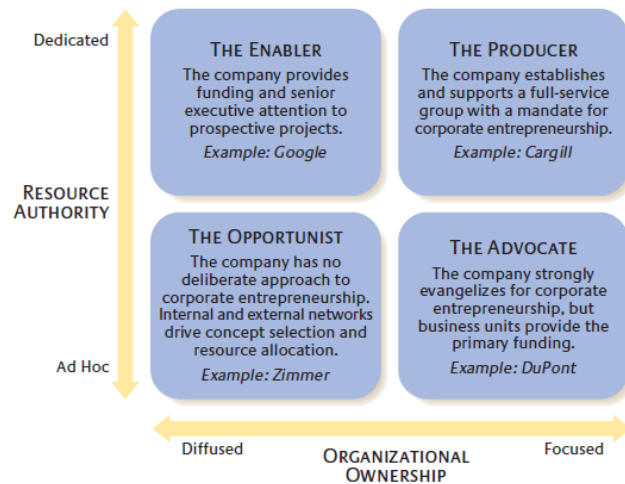 Dedicated
THE ENABLER
The company provides
funding and senior
executive attention to
prospective projects.
Example: Google
THE PRODUCER
The company establishes
and supports a full-service
group with a mandate for
corporate entrepreneurship.
Example: Cargill
RESOURCE
AUTHORITY
THE OPPORTUNIST
The company has no
deliberate approach to
corporate entrepreneurship.
Internal and external networks
drive concept selection and
resource allocation.
Example: Zimmer
THE ADVOCATE
The company strongly
evangelizes for corporate
entrepreneurship, but
business units provide the
primary funding.
Example: DuPont
Ad Hoc
Diffused
ORGANIZATIONAL
OWNERSHIP
Focused